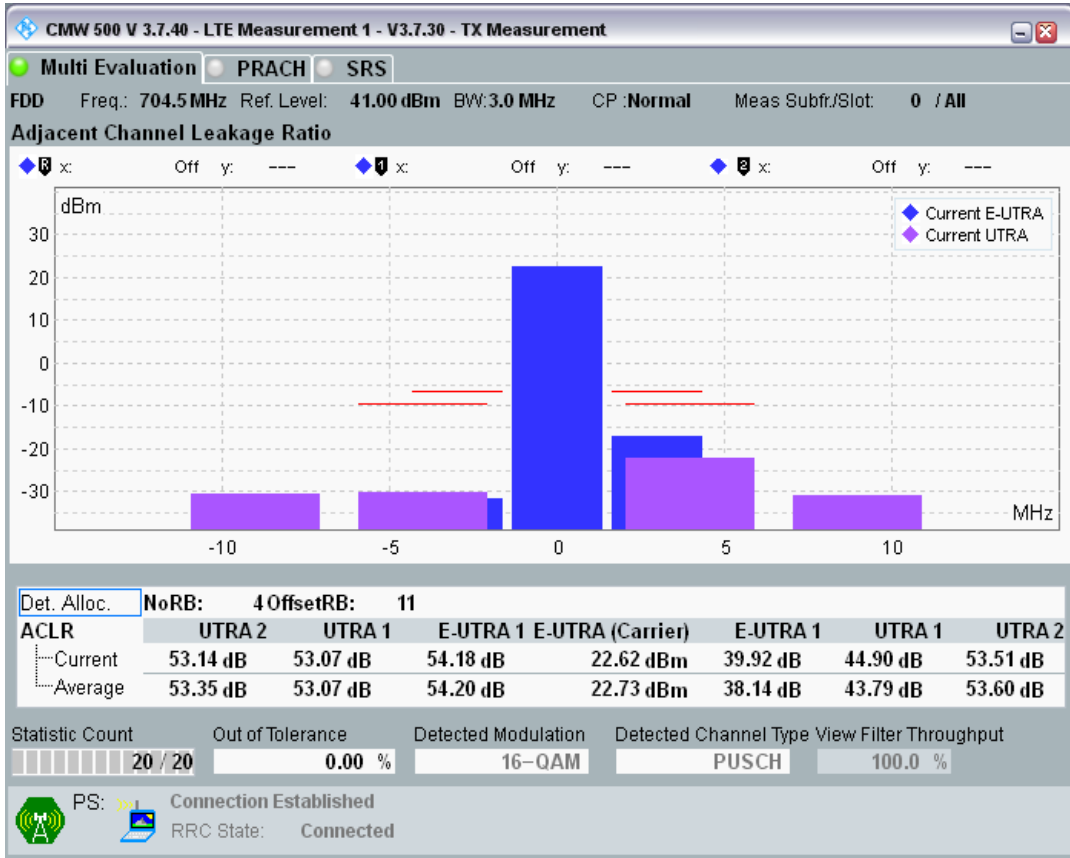 CMW 500 V 3.7.40 - LTE Measurement 1 - V3.7.30 - TX Measurement
Multi Evaluation PRACH SRS
FDD Freq.: 704.5 MHz Ref. Level: 41.00 dBm BW: 3.0 MHz CP :Normal Meas Subfr./Slot: 0 / All
Adjacent Channel Leakage Ratio
R x: Off y: --- 1 x: Off y: --- 2 x: Off y: ---
dBm
Current E-UTRA
Current UTRA
30
20
10
0
-10
-20
-30
MHz
-10 -5 0 5 10
Det. Alloc. NoRB: 4 OffsetRB: 11
ACLR UTRA 2 UTRA 1 E-UTRA 1 E-UTRA (Carrier) E-UTRA 1 UTRA 1 UTRA 2
Current 53.14 dB 53.07 dB 54.18 dB 22.62 dBm 39.92 dB 44.90 dB 53.51 dB
Average 53.35 dB 53.07 dB 54.20 dB 22.73 dBm 38.14 dB 43.79 dB 53.60 dB
Statistic Count Out of Tolerance Detected Modulation Detected Channel Type View Filter Throughput
20 / 20 0.00 % 16-QAM PUSCH 100.0 %
PS: Connection Established
RRC State: Connected